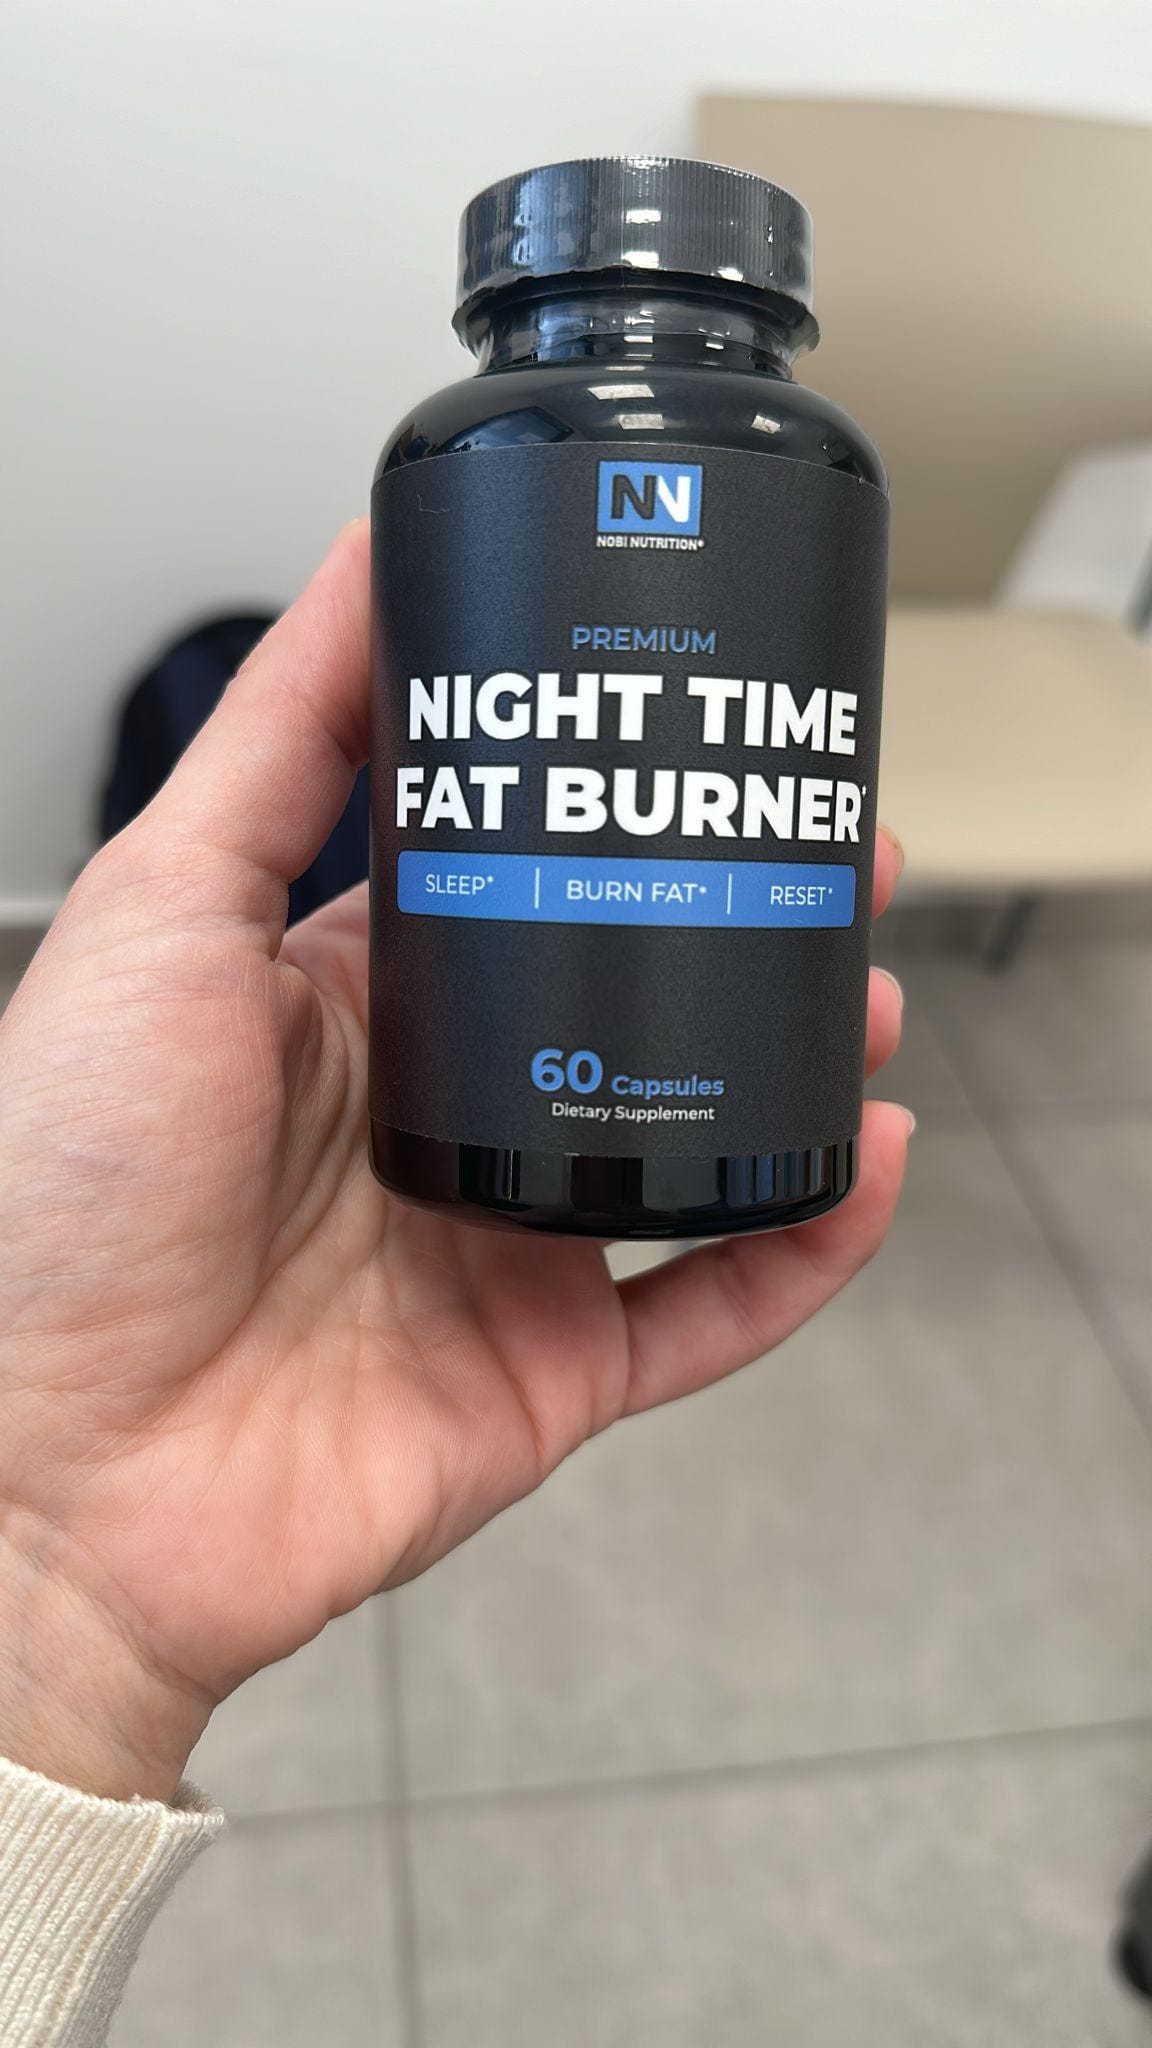 NN
NOBI NUTRITION®
PREMIUM
NIGHT TIME
FAT BURNER*
SLEEP* | BURN FAT* | RESET*
60 Capsules
Dietary Supplement